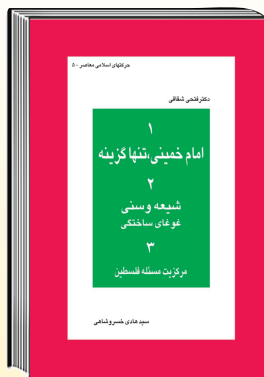 حرکتهای اسلامی معاصر - ۵
دکتر فتحی شقاقی
۱
امام خمینی، تنها گزینه
۲
شیعه و سنی
غوغای ساختگی
۳
مرکزیت مسئله فلسطین
سید هادی خسروشاهی